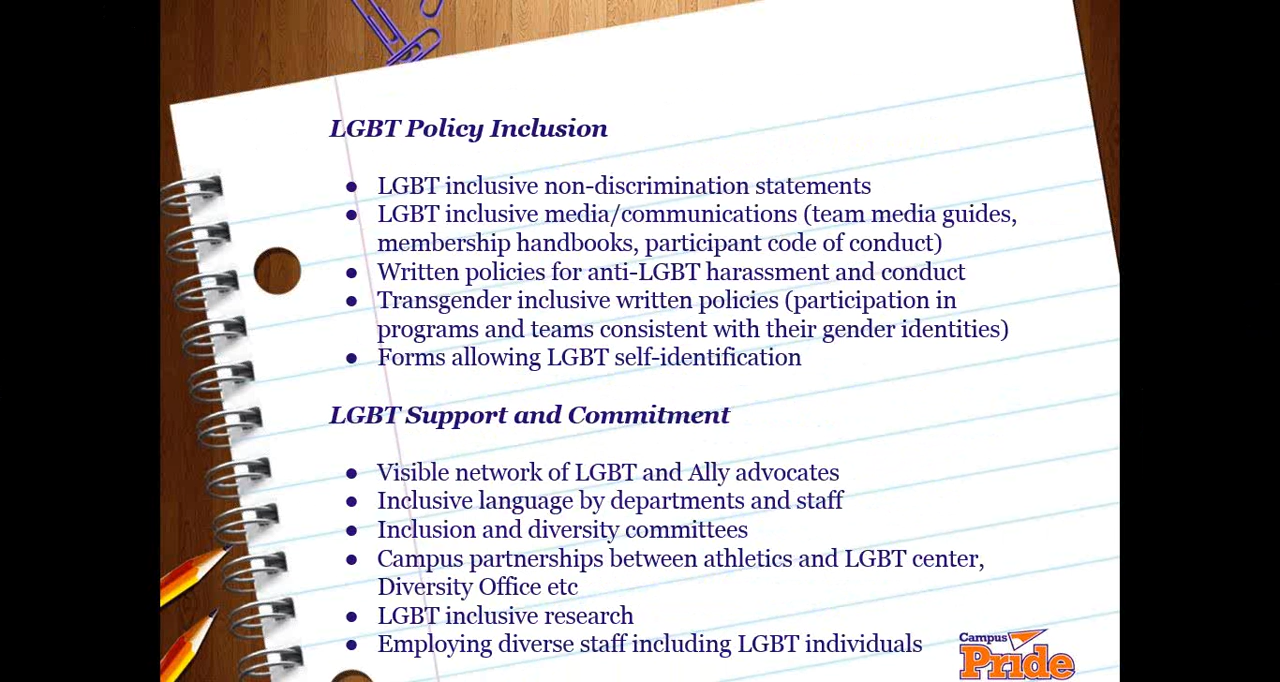 LGBT Policy Inclusion
● LGBT inclusive non-discrimination statements
● LGBT inclusive media/communications (team media guides,
membership handbooks, participant code of conduct)
● Written policies for anti-LGBT harassment and conduct
● Transgender inclusive written policies (participation in
programs and teams consistent with their gender identities)
● Forms allowing LGBT self-identification
LGBT Support and Commitment
● Visible network of LGBT and Ally advocates
● Inclusive language by departments and staff
● Inclusion and diversity committees
● Campus partnerships between athletics and LGBT center,
Diversity Office etc
● LGBT inclusive research
● Employing diverse staff including LGBT individuals
Campus
Pride